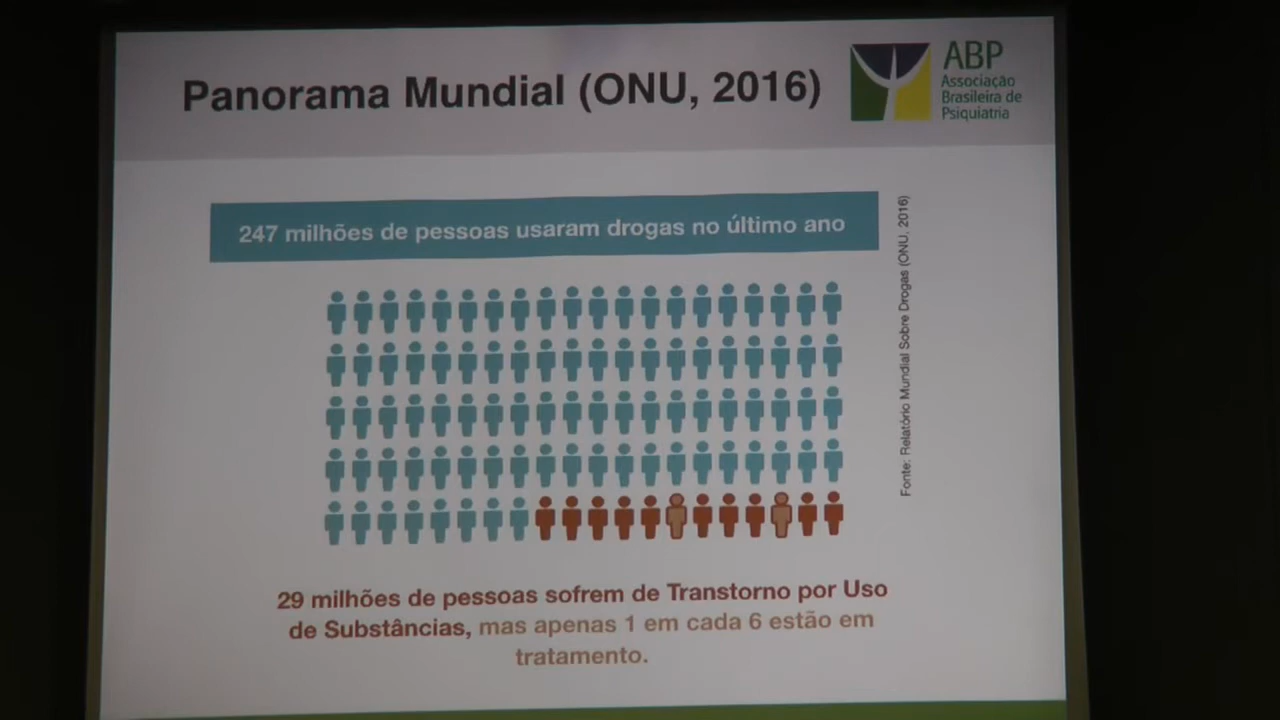 Panorama Mundial (ONU, 2016)
ABP
Associação
Brasileira de
Psiquiatria
247 milhões de pessoas usaram drogas no último ano
Fonte: Relatório Mundial Sobre Drogas (ONU, 2016)
29 milhões de pessoas sofrem de Transtorno por Uso
de Substâncias, mas apenas 1 em cada 6 estão em
tratamento.